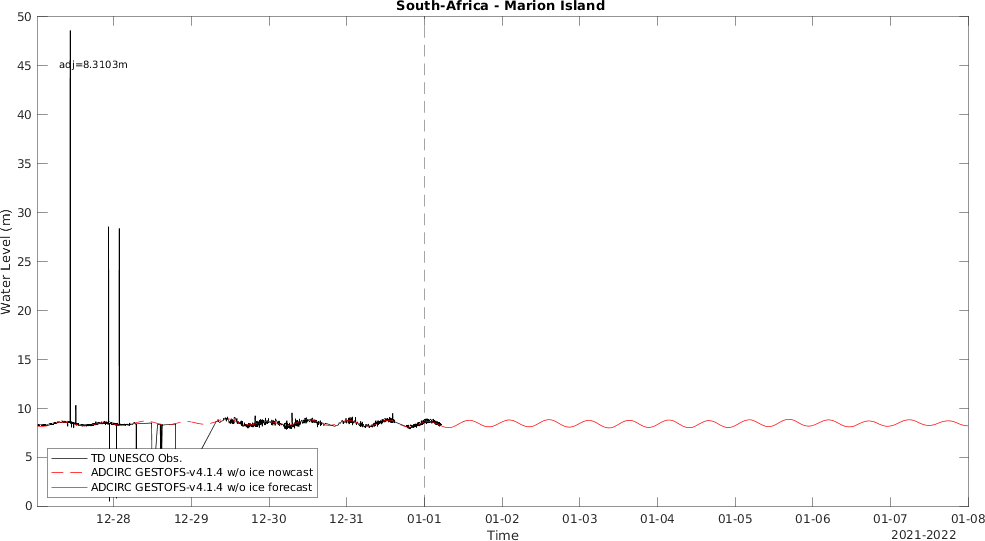 South-Africa - Marion Island
50
45
adj=8.3103m
40
35
30
25
20
15
10
5
0
Water Level (m)
TD UNESCO Obs.
ADCIRC GESTOFS-v4.1.4 w/o ice nowcast
ADCIRC GESTOFS-v4.1.4 w/o ice forecast
12-28 12-29 12-30 12-31 01-01 01-02 01-03 01-04 01-05 01-06 01-07 01-08
Time
2021-2022